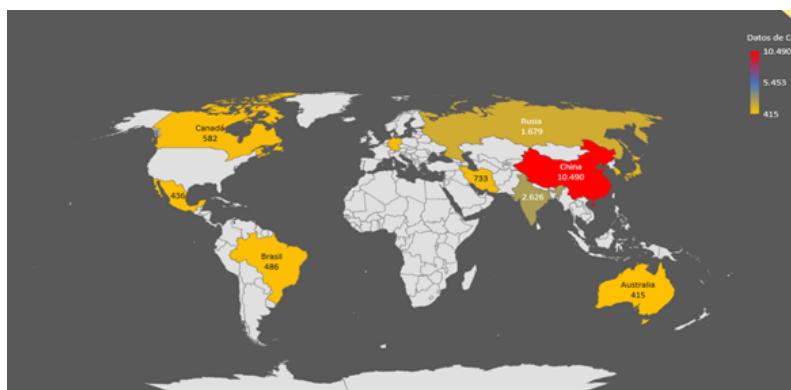 Datos de C
10.490
5.453
415
Canadá
582
Rusia
1.679
China
10.490
733
2,626
436
Brasil
486
Australia
415